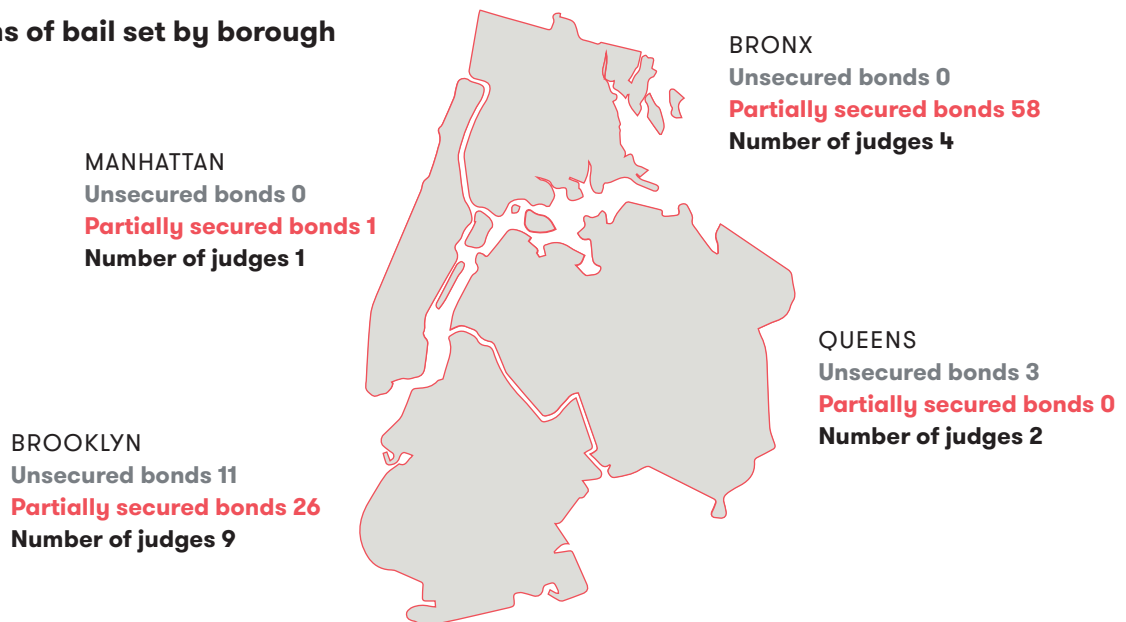 of bail set by borough
BRONX
Unsecured bonds 0
Partially secured bonds 58
Number of judges 4
MANHATTAN
Unsecured bonds 0
Partially secured bonds 1
Number of judges 1
QUEENS
Unsecured bonds 3
Partially secured bonds 0
Number of judges 2
BROOKLYN
Unsecured bonds 11
Partially secured bonds 26
Number of judges 9